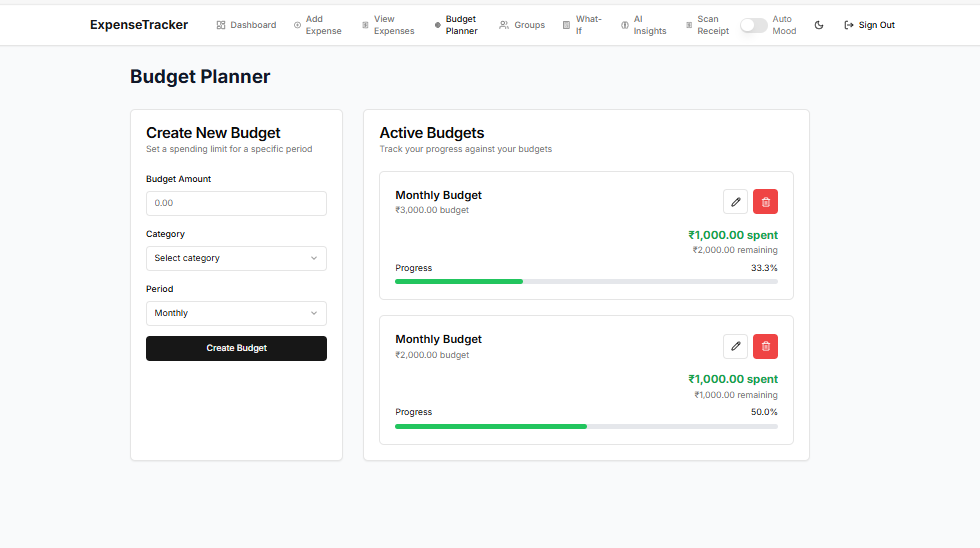 ExpenseTracker
Dashboard
Add
Expense
View
Expenses
Budget
Planner
Groups
What-
If
AI
Insights
Scan
Receipt
Auto
Mood
Sign Out
Budget Planner
Create New Budget
Set a spending limit for a specific period
Budget Amount
0.00
Category
Select category
Period
Monthly
Create Budget
Active Budgets
Track your progress against your budgets
Monthly Budget
₹3,000.00 budget
₹1,000.00 spent
₹2,000.00 remaining
Progress 33.3%
Monthly Budget
₹2,000.00 budget
₹1,000.00 spent
₹1,000.00 remaining
Progress 50.0%